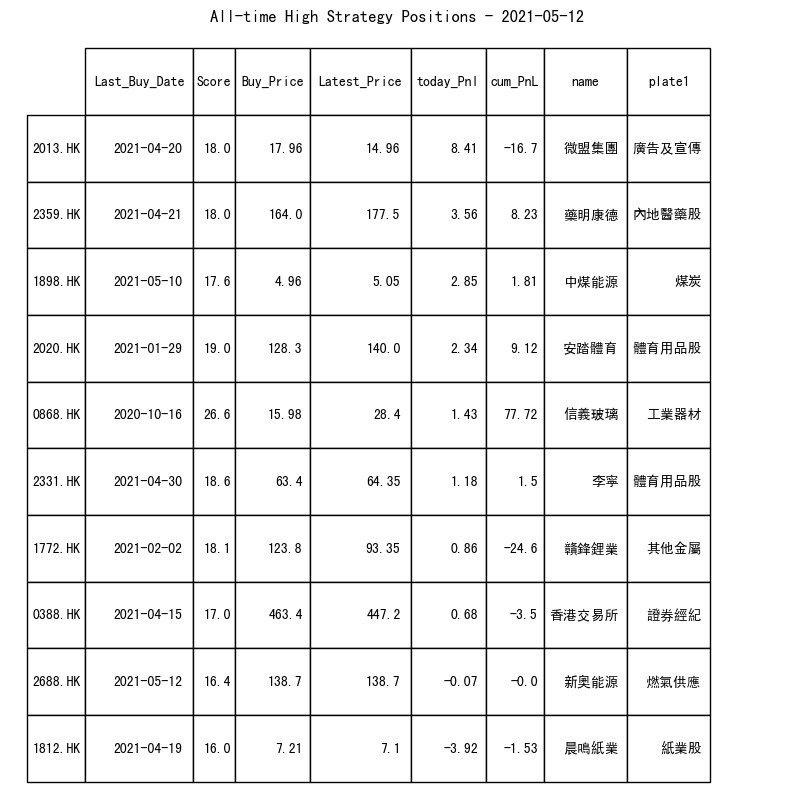 All-time High Strategy Positions - 2021-05-12
Last_Buy_Date Score Buy_Price Latest_Price today_Pnl cum_PnL name plate1
2013.HK 2021-04-20 18.0 17.96 14.96 8.41 -16.7 微盟集團 廣告及宣傳
2359.HK 2021-04-21 18.0 164.0 177.5 3.56 8.23 藥明康德 內地醫藥股
1898.HK 2021-05-10 17.6 4.96 5.05 2.85 1.81 中煤能源 煤炭
2020.HK 2021-01-29 19.0 128.3 140.0 2.34 9.12 安踏體育 體育用品股
0868.HK 2020-10-16 26.6 15.98 28.4 1.43 77.72 信義玻璃 工業器材
2331.HK 2021-04-30 18.6 63.4 64.35 1.18 1.5 李寧 體育用品股
1772.HK 2021-02-02 18.1 123.8 93.35 0.86 -24.6 贛鋒鋰業 其他金屬
0388.HK 2021-04-15 17.0 463.4 447.2 0.68 -3.5 香港交易所 證券經紀
2688.HK 2021-05-12 16.4 138.7 138.7 -0.07 -0.0 新奧能源 燃氣供應
1812.HK 2021-04-19 16.0 7.21 7.1 -3.92 -1.53 晨鳴紙業 紙業股